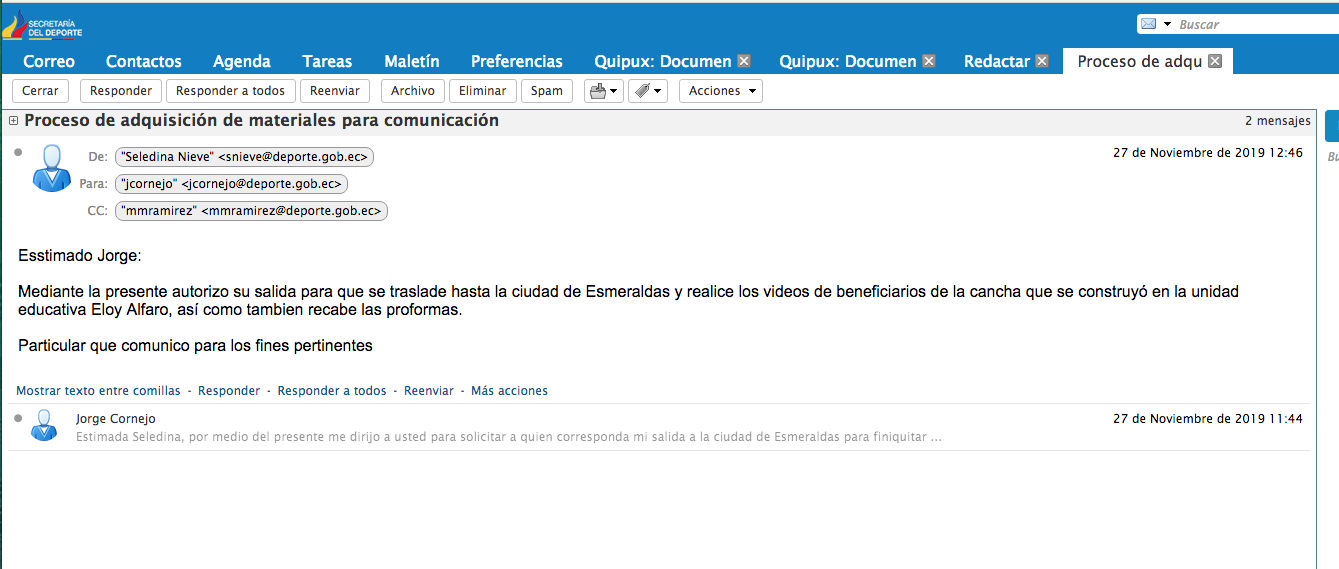 SECRETARÍA
DEL DEPORTE
Buscar
Correo Contactos Agenda Tareas Maletín Preferencias Quipux: Documen Quipux: Documen Redactar Proceso de adqu
Cerrar Responder Responder a todos Reenviar Archivo Eliminar Spam Acciones
Proceso de adquisición de materiales para comunicación 2 mensajes
De: "Seledina Nieve" <snieve@deporte.gob.ec> 27 de Noviembre de 2019 12:46
Para: "jcornejo" <jcornejo@deporte.gob.ec>
CC: "mmramirez" <mmramirez@deporte.gob.ec>
Esstimado Jorge:
Mediante la presente autorizo su salida para que se traslade hasta la ciudad de Esmeraldas y realice los videos de beneficiarios de la cancha que se construyó en la unidad
educativa Eloy Alfaro, así como tambien recabe las proformas.
Particular que comunico para los fines pertinentes
Mostrar texto entre comillas - Responder - Responder a todos - Reenviar - Más acciones
Jorge Cornejo 27 de Noviembre de 2019 11:44
Estimada Seledina, por medio del presente me dirijo a usted para solicitar a quien corresponda mi salida a la ciudad de Esmeraldas para finiquitar ...